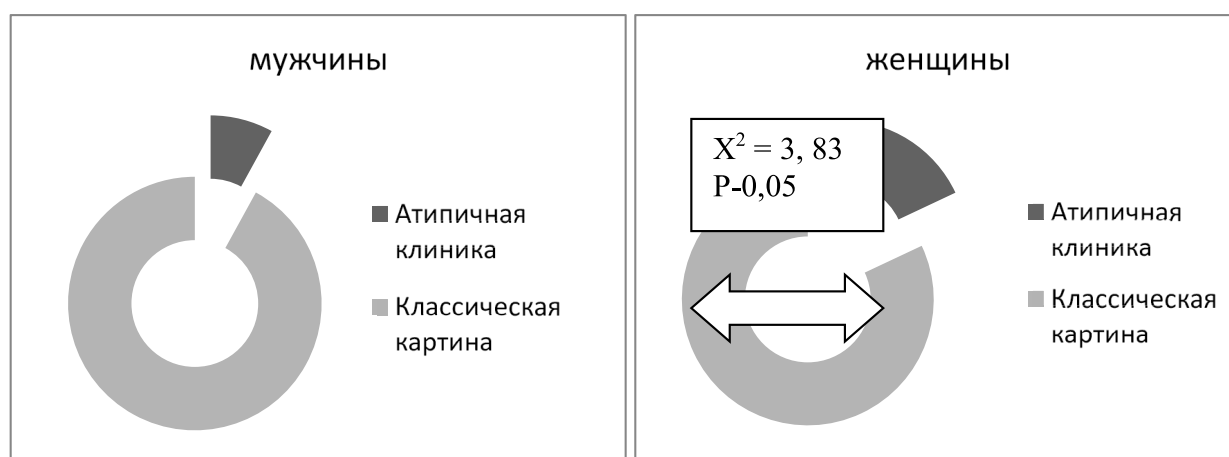 мужчины
Атипичная
клиника
Классическая
картина
женщины
X² = 3, 83
P-0,05
Атипичная
клиника
Классическая
картина